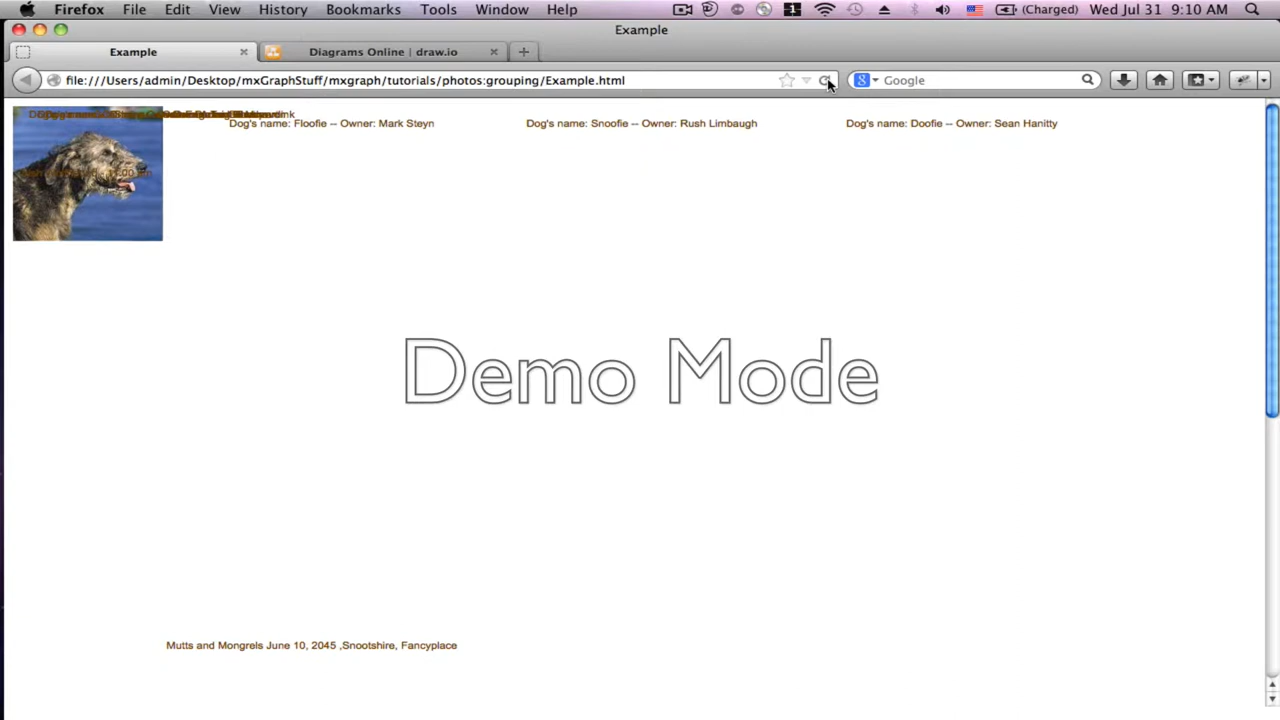 Firefox File Edit View History Bookmarks Tools Window Help 1 (Charged) Wed Jul 31 9:10 AM
Example
Example Diagrams Online | draw.io
file:///Users/admin/Desktop/mxGraphStuff/mxgraph/tutorials/photos:grouping/Example.html 8 Google
Dog's name: Floofie -- Owner: Mark Steyn Dog's name: Snoofie -- Owner: Rush Limbaugh Dog's name: Doofie -- Owner: Sean Hanitty
Demo Mode
Mutts and Mongrels June 10, 2045 ,Snootshire, Fancyplace